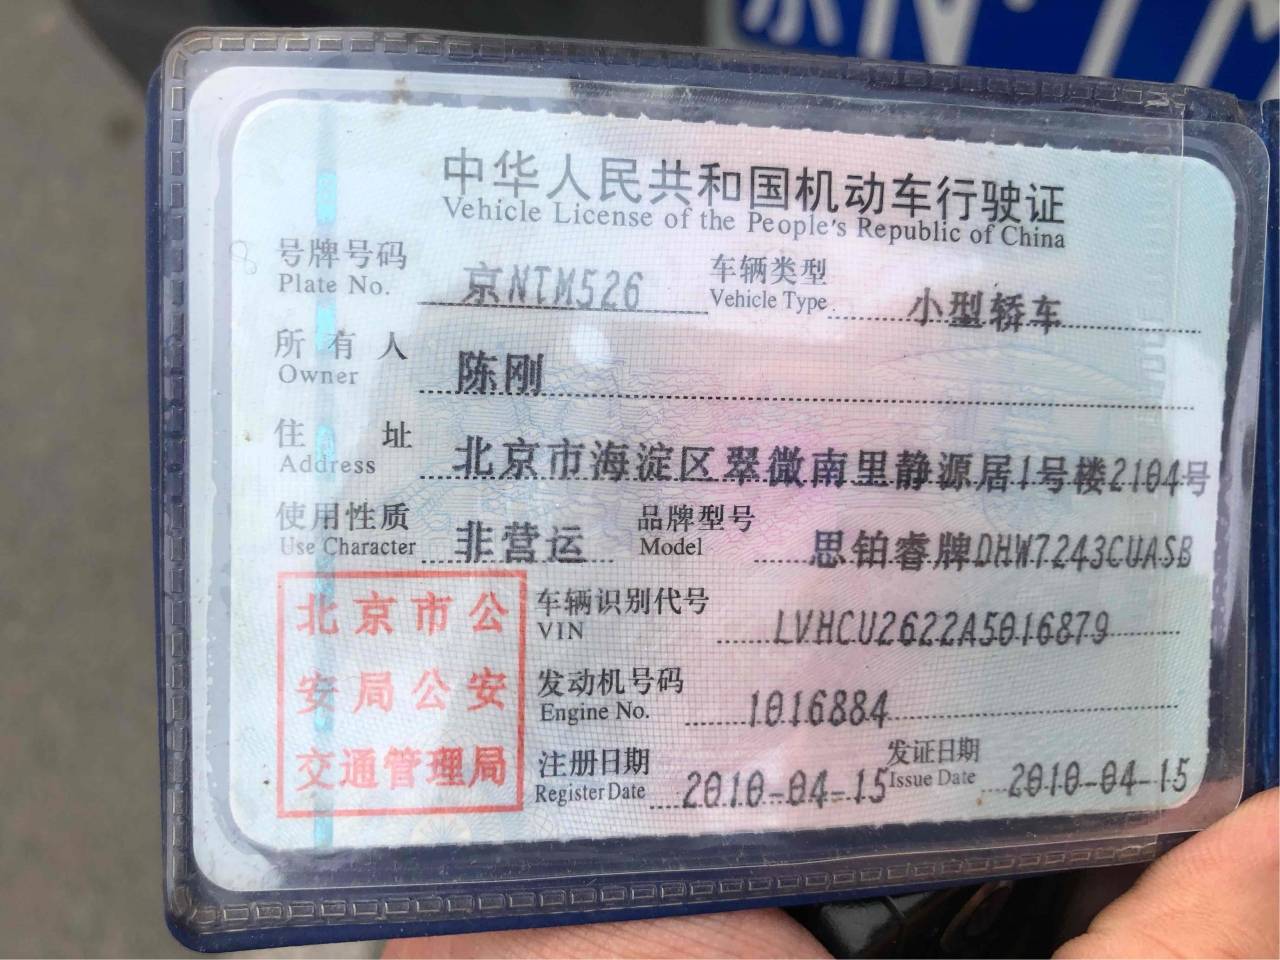 京N·
中华人民共和国机动车行驶证
Vehicle License of the People's Republic of China
号牌号码 京NTM526 车辆类型 小型轿车
Plate No. Vehicle Type
所有人 陈刚
Owner
住址 北京市海淀区翠微南里静源居1号楼2104号
Address
使用性质 非营运 品牌型号 思铂睿牌DHW7243CUASB
Use Character Model
北京市公
安局公安
交通管理局
车辆识别代号 LVHCU2622A5016879
VIN
发动机号码 1016884
Engine No.
注册日期 2010-04-15 发证日期 2010-04-15
Register Date Issue Date